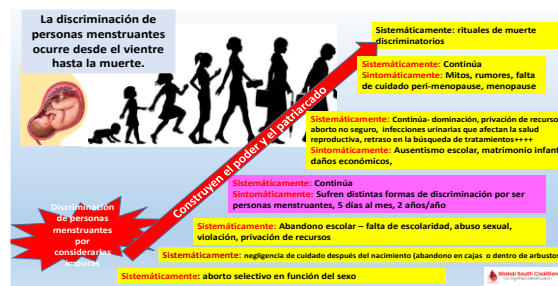 La discriminación de
personas menstruantes
ocurre desde el vientre
hasta la muerte.
Sistemáticamente: rituales de muerte
discriminatorios
Sistemáticamente: Continúa
Sintomáticamente: Mitos, rumores, falta
de cuidado peri-menopause, menopause
Sistemáticamente: Continúa- dominación, privación de recurso
aborto no seguro, infecciones urinarias que afectan la salud
reproductiva, retraso en la búsqueda de tratamientos++++
Sintomáticamente: Ausentismo escolar, matrimonio infant
daños económicos,
Construyen el poder y el patriarcado
Sistemáticamente: Continúa
Sintomáticamente: Sufren distintas formas de discriminación por ser
personas menstruantes, 5 días al mes, 2 años/año
Discriminación
de personas
menstruantes
por
considerarlas
impuras
Sistemáticamente: Abandono escolar – falta de escolaridad, abuso sexual,
violación, privación de recursos
Sistemáticamente: negligencia de cuidado después del nacimiento (abandono en cajas o dentro de arbustos
Sistemáticamente: aborto selectivo en función del sexo
Global South Coalition
For Dignified Menstruation